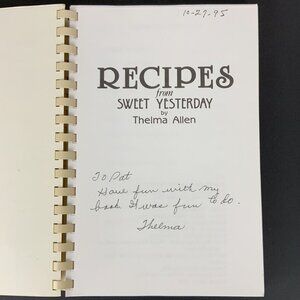 10-27-95
RECIPES
from
SWEET YESTERDAY
by
Thelma Allen
To Pat
Have fun with my
book It was fun to do.
Thelma